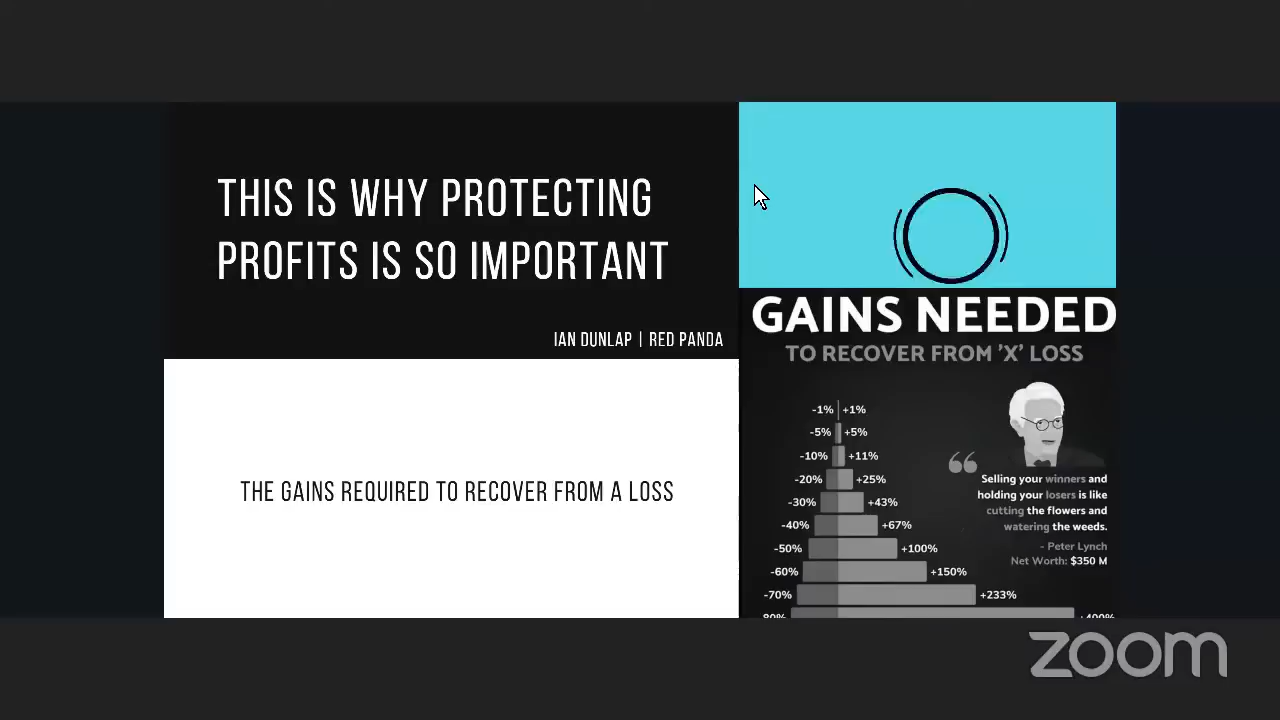 THIS IS WHY PROTECTING
PROFITS IS SO IMPORTANT
IAN DUNLAP | RED PANDA
THE GAINS REQUIRED TO RECOVER FROM A LOSS
GAINS NEEDED
TO RECOVER FROM 'X' LOSS
-1% +1%
-5% +5%
-10% +11%
-20% +25%
-30% +43%
-40% +67%
-50% +100%
-60% +150%
-70% +233%
80% +400%
“
Selling your winners and
holding your losers is like
cutting the flowers and
watering the weeds.
- Peter Lynch
Net Worth: $350 M
zoom